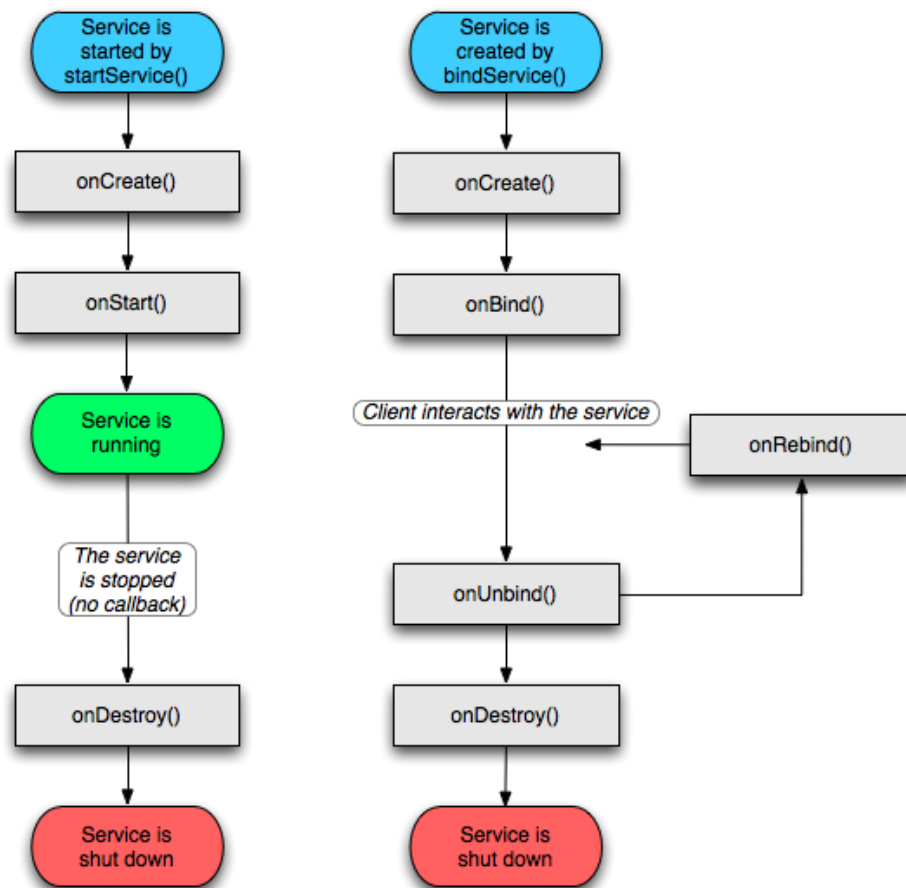 Service is
started by
startService()
onCreate()
onStart()
Service is
running
The service
is stopped
(no callback)
onDestroy()
Service is
shut down
Service is
created by
bindService()
onCreate()
onBind()
Client interacts with the service
onRebind()
onUnbind()
onDestroy()
Service is
shut down